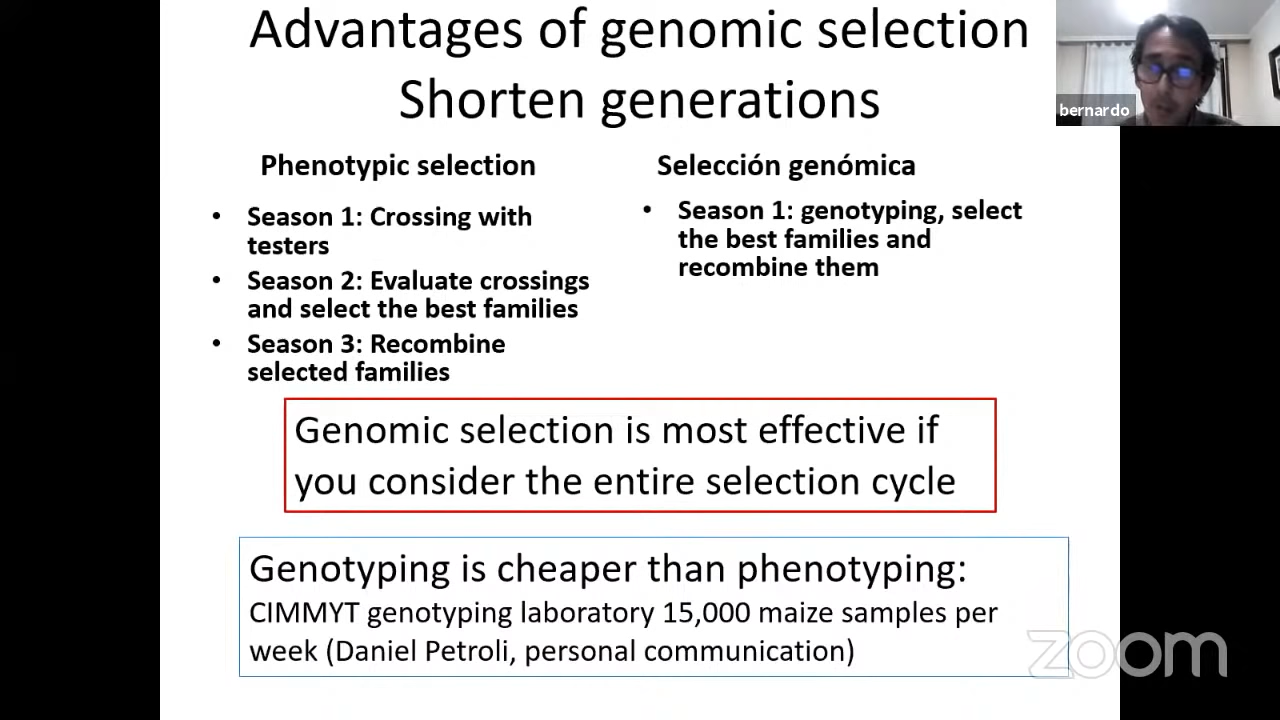 Advantages of genomic selection
Shorten generations
bernardo
Phenotypic selection
• Season 1: Crossing with
testers
• Season 2: Evaluate crossings
and select the best families
• Season 3: Recombine
selected families
Selección genómica
• Season 1: genotyping, select
the best families and
recombine them
Genomic selection is most effective if
you consider the entire selection cycle
Genotyping is cheaper than phenotyping:
CIMMYT genotyping laboratory 15,000 maize samples per
week (Daniel Petroli, personal communication)
zoom